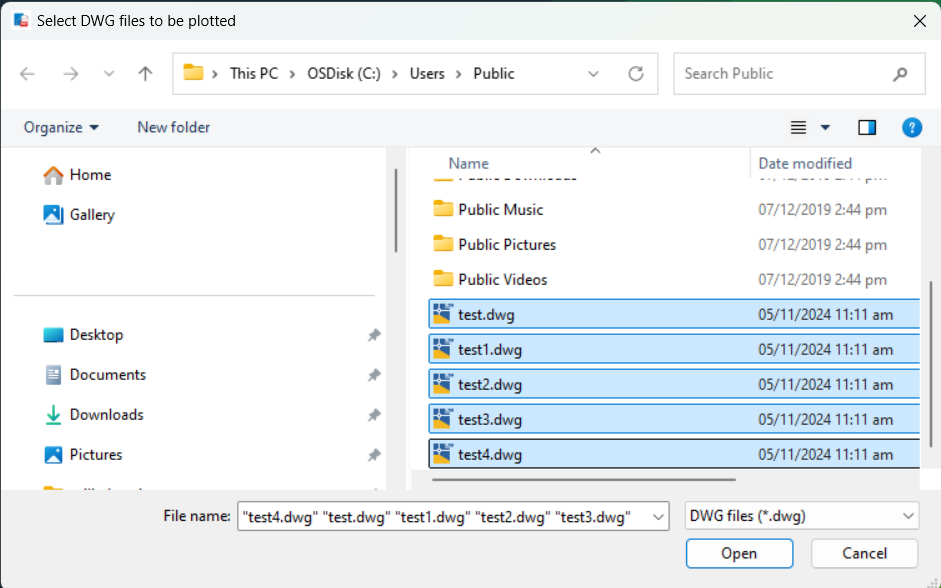 Select DWG files to be plotted
This PC > OSDisk (C:) > Users > Public
Search Public
Organize
New folder
?
Home
Gallery
Desktop
Documents
Downloads
Pictures
Name Date modified
Public Music 07/12/2019 2:44 pm
Public Pictures 07/12/2019 2:44 pm
Public Videos 07/12/2019 2:44 pm
test.dwg 05/11/2024 11:11 am
test1.dwg 05/11/2024 11:11 am
test2.dwg 05/11/2024 11:11 am
test3.dwg 05/11/2024 11:11 am
test4.dwg 05/11/2024 11:11 am
File name: "test4.dwg" "test.dwg" "test1.dwg" "test2.dwg" "test3.dwg"
DWG files (*.dwg)
Open Cancel